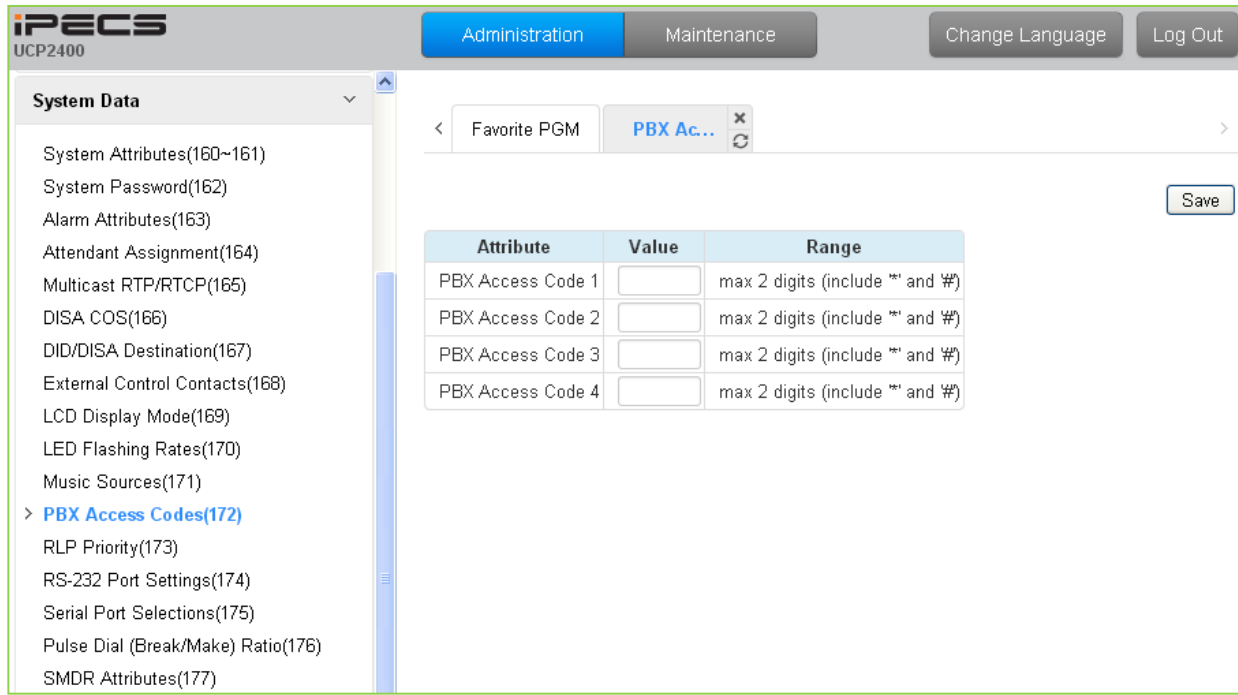 iPECS
UCP2400
Administration
Maintenance
Change Language
Log Out
System Data
System Attributes(160~161)
System Password(162)
Alarm Attributes(163)
Attendant Assignment(164)
Multicast RTP/RTCP(165)
DISA COS(166)
DID/DISA Destination(167)
External Control Contacts(168)
LCD Display Mode(169)
LED Flashing Rates(170)
Music Sources(171)
> PBX Access Codes(172)
RLP Priority(173)
RS-232 Port Settings(174)
Serial Port Selections(175)
Pulse Dial (Break/Make) Ratio(176)
SMDR Attributes(177)
Favorite PGM
PBX Ac...
Save
Attribute Value Range
PBX Access Code 1 max 2 digits (include '*' and '#')
PBX Access Code 2 max 2 digits (include '*' and '#')
PBX Access Code 3 max 2 digits (include '*' and '#')
PBX Access Code 4 max 2 digits (include '*' and '#')